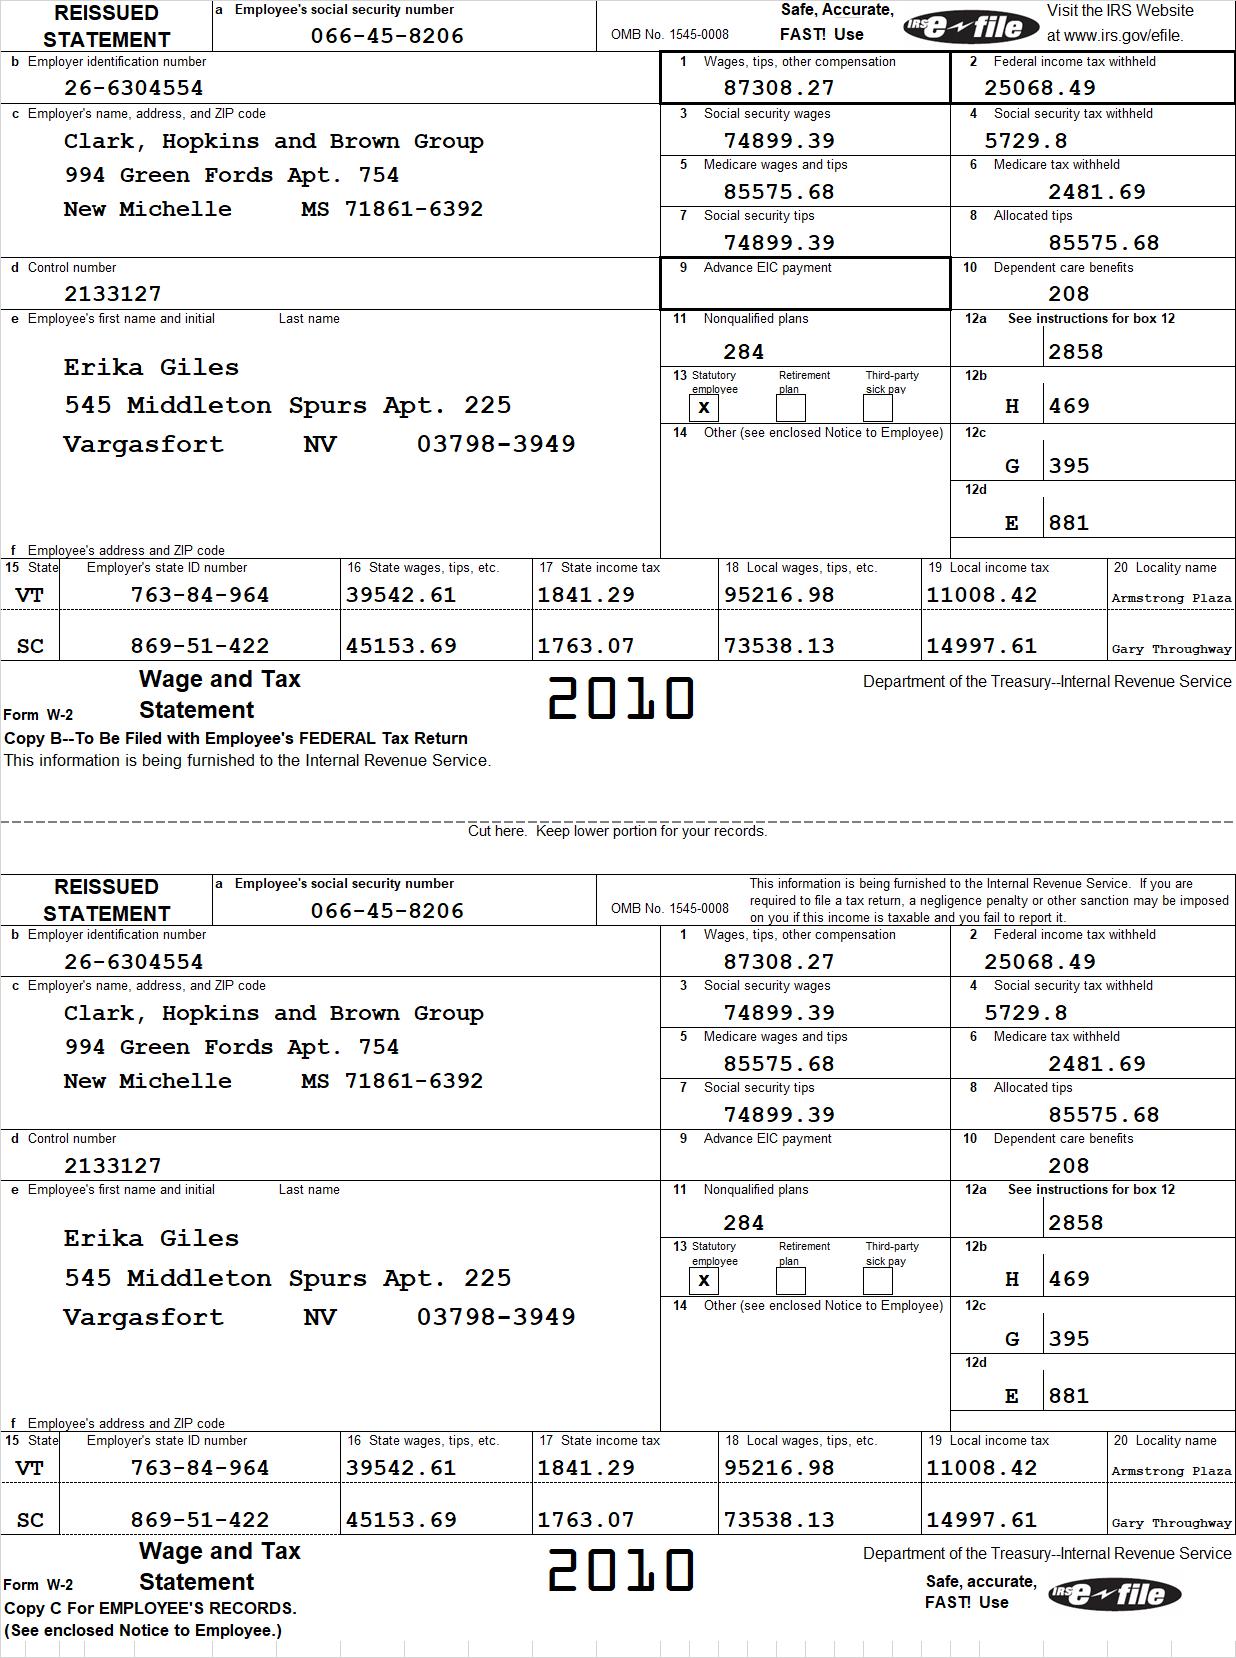 REISSUED STATEMENT
a Employee's social security number
066-45-8206
OMB No. 1545-0008
Safe, Accurate,
FAST! Use
IRS e-file
Visit the IRS Website
at www.irs.gov/efile.
b Employer identification number
26-6304554
1 Wages, tips, other compensation
87308.27
2 Federal income tax withheld
25068.49
c Employer's name, address, and ZIP code
Clark, Hopkins and Brown Group
994 Green Fords Apt. 754
New Michelle MS 71861-6392
3 Social security wages
74899.39
4 Social security tax withheld
5729.8
5 Medicare wages and tips
85575.68
6 Medicare tax withheld
2481.69
7 Social security tips
74899.39
8 Allocated tips
85575.68
d Control number
2133127
9 Advance EIC payment
10 Dependent care benefits
208
e Employee's first name and initial Last name
Erika Giles
545 Middleton Spurs Apt. 225
Vargasfort NV 03798-3949
f Employee's address and ZIP code
11 Nonqualified plans
284
12a See instructions for box 12
2858
13 Statutory employee Retirement plan Third-party sick pay
x
12b
H 469
14 Other (see enclosed Notice to Employee)
12c
G 395
12d
E 881
15 State Employer's state ID number 16 State wages, tips, etc. 17 State income tax 18 Local wages, tips, etc. 19 Local income tax 20 Locality name
VT 763-84-964 39542.61 1841.29 95216.98 11008.42 Armstrong Plaza
SC 869-51-422 45153.69 1763.07 73538.13 14997.61 Gary Throughway
Form W-2 Wage and Tax Statement
2010
Department of the Treasury--Internal Revenue Service
Copy B--To Be Filed with Employee's FEDERAL Tax Return
This information is being furnished to the Internal Revenue Service.
Cut here. Keep lower portion for your records.
REISSUED STATEMENT
a Employee's social security number
066-45-8206
OMB No. 1545-0008
This information is being furnished to the Internal Revenue Service. If you are
required to file a tax return, a negligence penalty or other sanction may be imposed
on you if this income is taxable and you fail to report it.
b Employer identification number
26-6304554
1 Wages, tips, other compensation
87308.27
2 Federal income tax withheld
25068.49
c Employer's name, address, and ZIP code
Clark, Hopkins and Brown Group
994 Green Fords Apt. 754
New Michelle MS 71861-6392
3 Social security wages
74899.39
4 Social security tax withheld
5729.8
5 Medicare wages and tips
85575.68
6 Medicare tax withheld
2481.69
7 Social security tips
74899.39
8 Allocated tips
85575.68
d Control number
2133127
9 Advance EIC payment
10 Dependent care benefits
208
e Employee's first name and initial Last name
Erika Giles
545 Middleton Spurs Apt. 225
Vargasfort NV 03798-3949
f Employee's address and ZIP code
11 Nonqualified plans
284
12a See instructions for box 12
2858
13 Statutory employee Retirement plan Third-party sick pay
x
12b
H 469
14 Other (see enclosed Notice to Employee)
12c
G 395
12d
E 881
15 State Employer's state ID number 16 State wages, tips, etc. 17 State income tax 18 Local wages, tips, etc. 19 Local income tax 20 Locality name
VT 763-84-964 39542.61 1841.29 95216.98 11008.42 Armstrong Plaza
SC 869-51-422 45153.69 1763.07 73538.13 14997.61 Gary Throughway
Form W-2 Wage and Tax Statement
2010
Department of the Treasury--Internal Revenue Service
Copy C For EMPLOYEE'S RECORDS.
(See enclosed Notice to Employee.)
Safe, accurate,
FAST! Use
IRS e-file